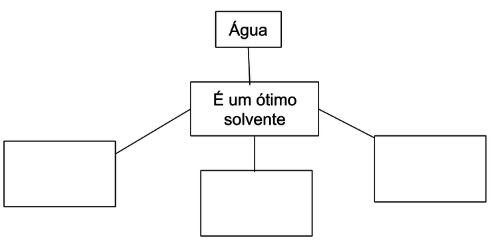 Água
É um ótimo
solvente